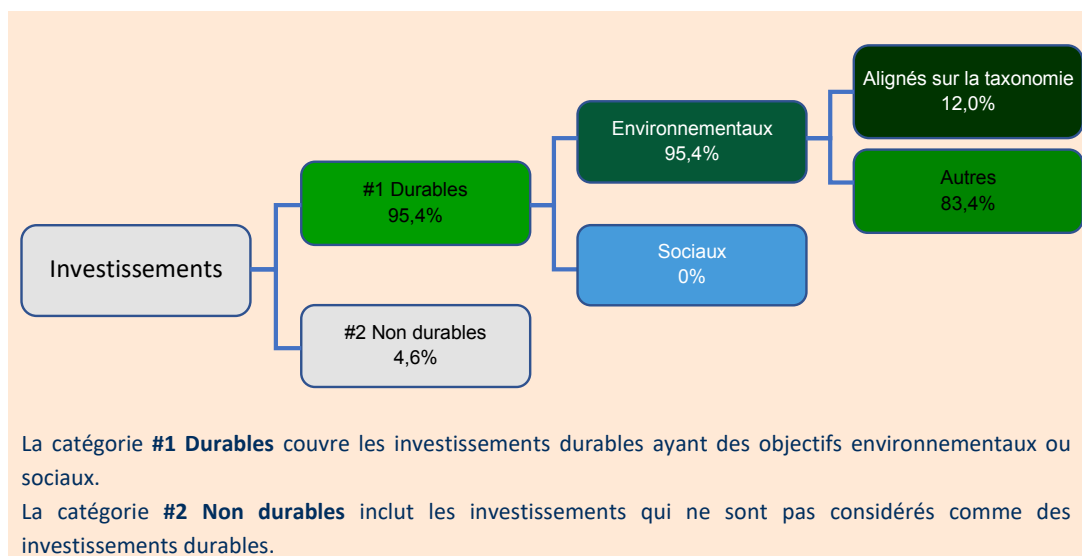 Investissements
#1 Durables
95,4%
#2 Non durables
4,6%
Environnementaux
95,4%
Sociaux
0%
Alignés sur la taxonomie
12,0%
Autres
83,4%
La catégorie #1 Durables couvre les investissements durables ayant des objectifs environnementaux ou
sociaux.
La catégorie #2 Non durables inclut les investissements qui ne sont pas considérés comme des
investissements durables.